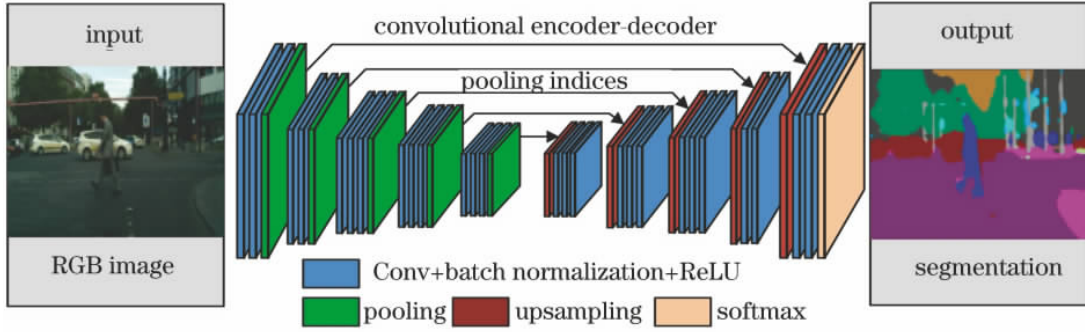 input
RGB image
convolutional encoder-decoder
pooling indices
output
segmentation
Conv+batch normalization+ReLU
pooling
upsampling
softmax